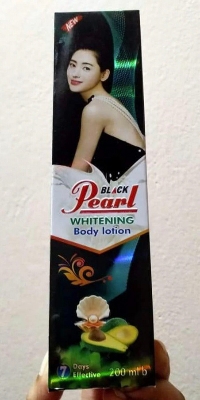 NEW
BLACK
Pearl
WHITENING
Body lotion
7 Days
Effective
200 ml